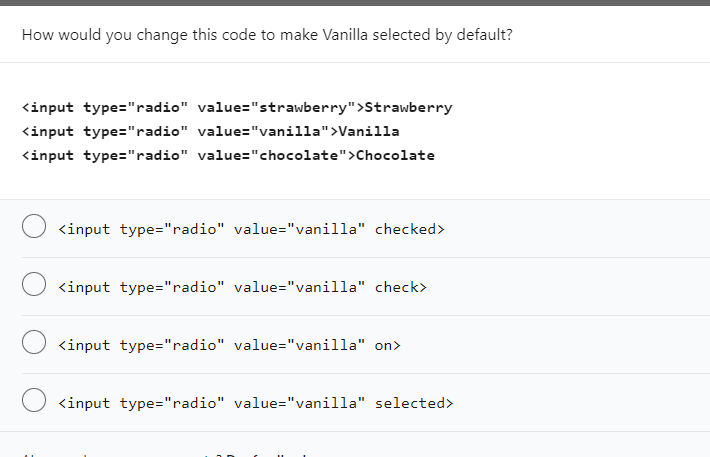 How would you change this code to make Vanilla selected by default?
<input type="radio" value="strawberry">Strawberry
<input type="radio" value="vanilla">Vanilla
<input type="radio" value="chocolate">Chocolate
<input type="radio" value="vanilla" checked>
<input type="radio" value="vanilla" check>
<input type="radio" value="vanilla" on>
<input type="radio" value="vanilla" selected>